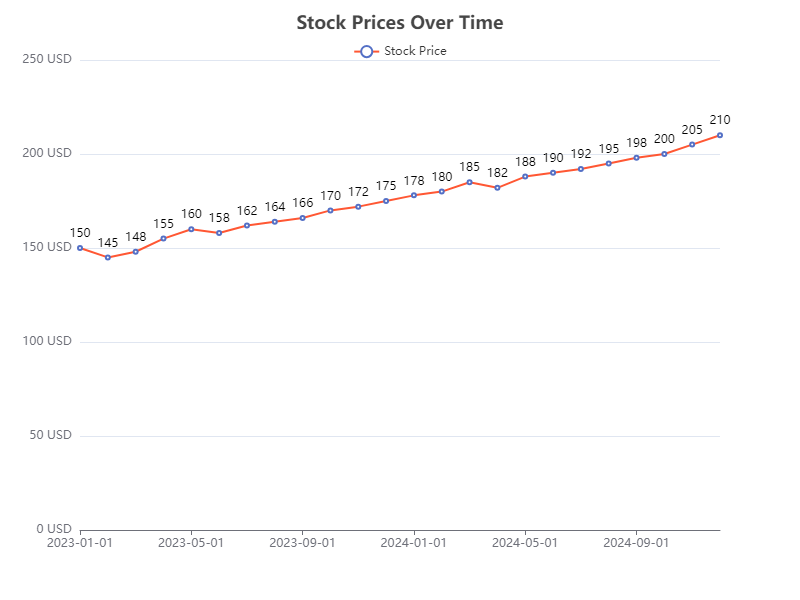 Stock Prices Over Time
Stock Price
250 USD
200 USD
150 USD
100 USD
50 USD
0 USD
150 145 148 155 160 158 162 164 166 170 172 175 178 180 185 182 188 190 192 195 198 200 205 210
2023-01-01 2023-05-01 2023-09-01 2024-01-01 2024-05-01 2024-09-01